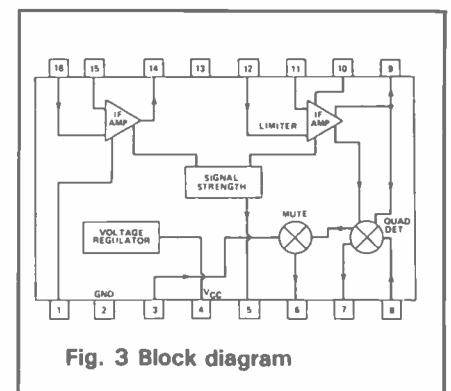 16 15 14 13 12 11 10 9
IF
AMP
IF
AMP
LIMITER
SIGNAL
STRENGTH
MUTE
QUAD
DET
VOLTAGE
REGULATOR
GND
VCC
1 2 3 4 5 6 7 8
Fig. 3 Block diagram